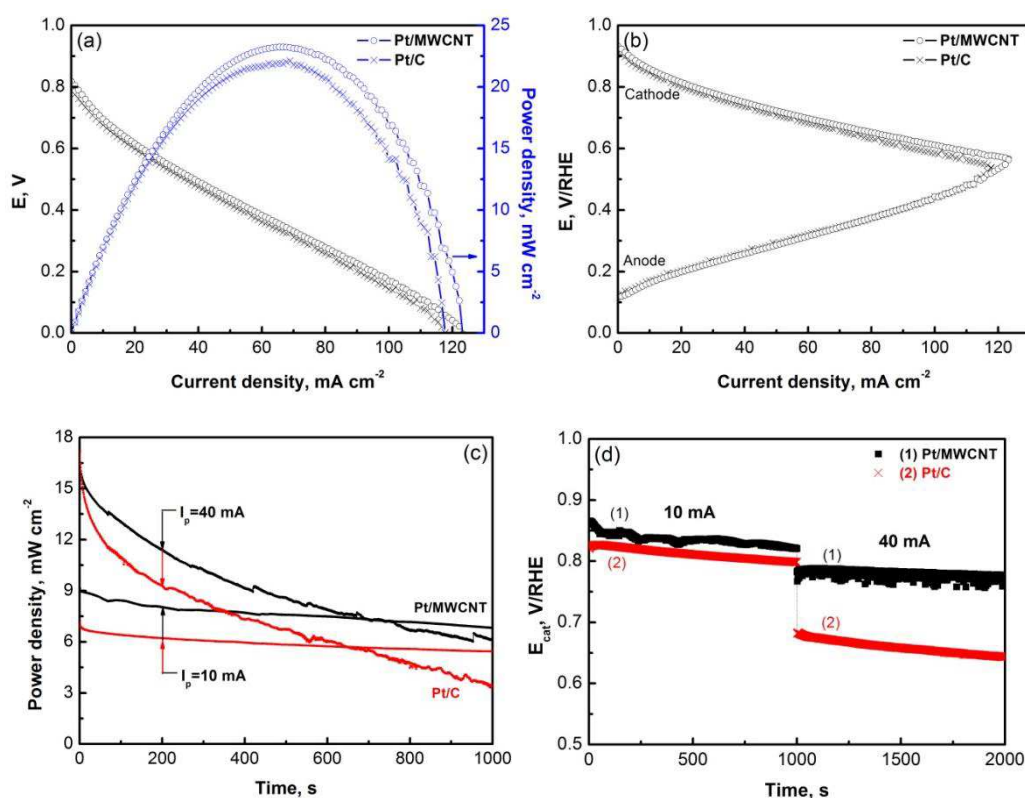 (a)
Pt/MWCNT
Pt/C
1.0
0.8
0.6
0.4
0.2
0.0
E, V
25
20
15
10
5
0
Power density, mW cm-2
0 20 40 60 80 100 120
Current density, mA cm-2
(b)
Pt/MWCNT
Pt/C
Cathode
Anode
1.0
0.8
0.6
0.4
0.2
0.0
E, V/RHE
0 20 40 60 80 100 120
Current density, mA cm-2
(c)
18
15
12
9
6
3
0
Power density, mW cm-2
Ip=40 mA
Pt/MWCNT
Ip=10 mA
Pt/C
0 200 400 600 800 1000
Time, s
(d)
(1) Pt/MWCNT
(2) Pt/C
1.0
0.9
0.8
0.7
0.6
0.5
Ecat, V/RHE
(1) 10 mA
(2)
40 mA
(1)
(2)
0 500 1000 1500 2000
Time, s